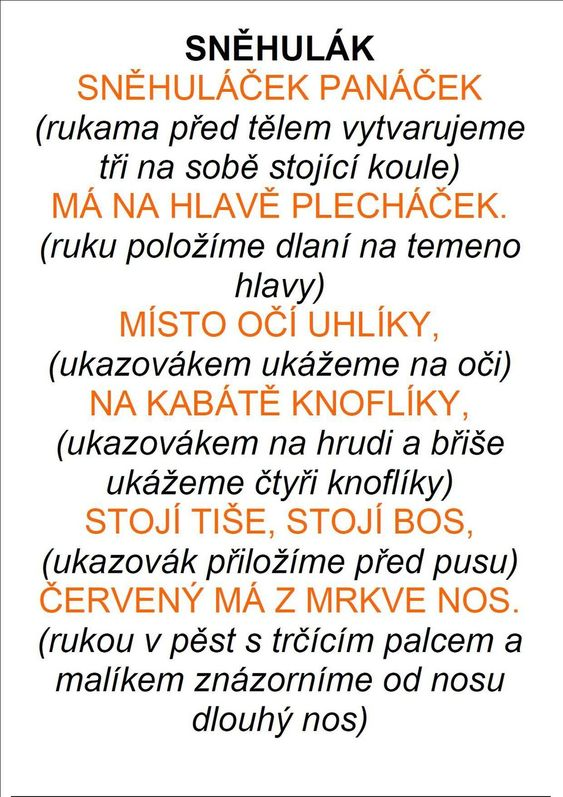 SNĚHULÁK
SNĚHULÁČEK PANÁČEK
(rukama před tělem vytvarujeme
tři na sobě stojící koule)
MÁ NA HLAVĚ PLECHÁČEK.
(ruku položíme dlaní na temeno
hlavy)
MÍSTO OČÍ UHLÍKY,
(ukazovákem ukážeme na oči)
NA KABÁTĚ KNOFLÍKY,
(ukazovákem na hrudi a břiše
ukážeme čtyři knoflíky)
STOJÍ TIŠE, STOJÍ BOS,
(ukazovák přiložíme před pusu)
ČERVENÝ MÁ Z MRKVE NOS.
(rukou v pěst s trčícím palcem a
malíkem znázorníme od nosu
dlouhý nos)